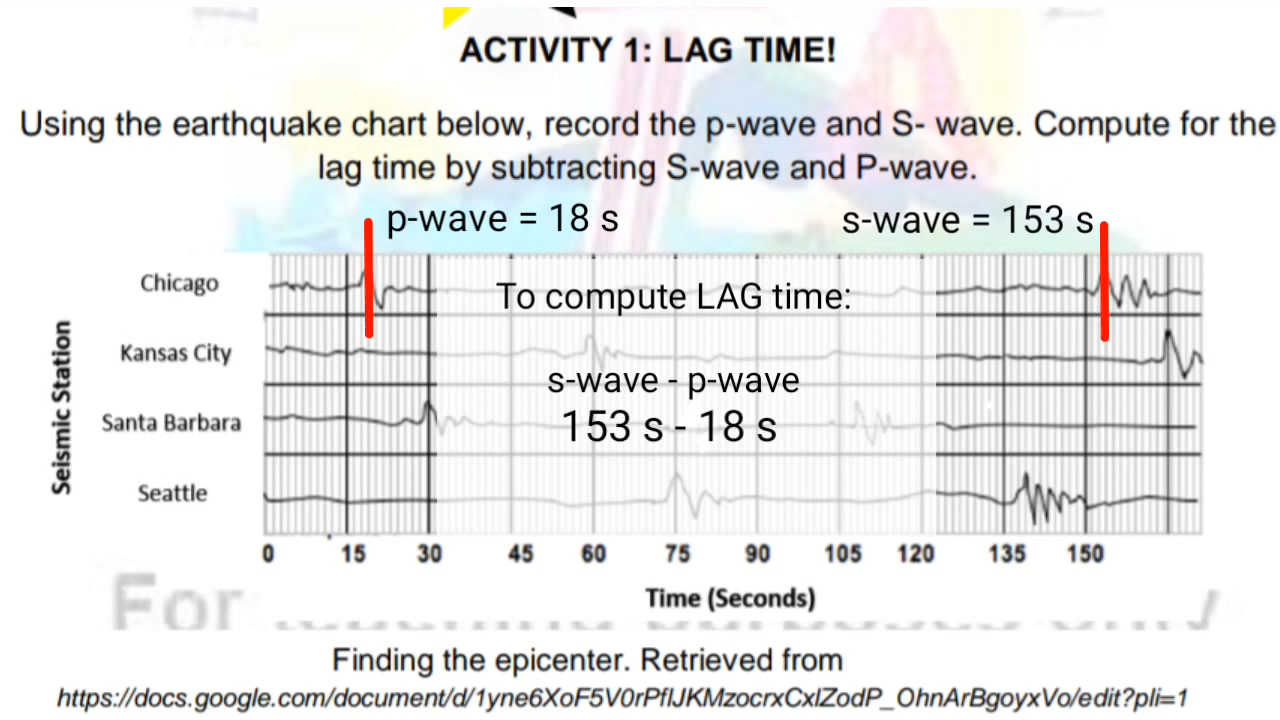 ACTIVITY 1: LAG TIME!
Using the earthquake chart below, record the p-wave and S- wave. Compute for the
lag time by subtracting S-wave and P-wave.
p-wave = 18 s
s-wave = 153 s
Seismic Station
Chicago
To compute LAG time:
Kansas City
s-wave - p-wave
Santa Barbara
153 s - 18 s
Seattle
0 15 30 45 60 75 90 105 120 135 150
Time (Seconds)
For
Finding the epicenter. Retrieved from
https://docs.google.com/document/d/1yne6XoF5V0rPflJKMzocrxCxlZodP_OhnArBgoyxVo/edit?pli=1